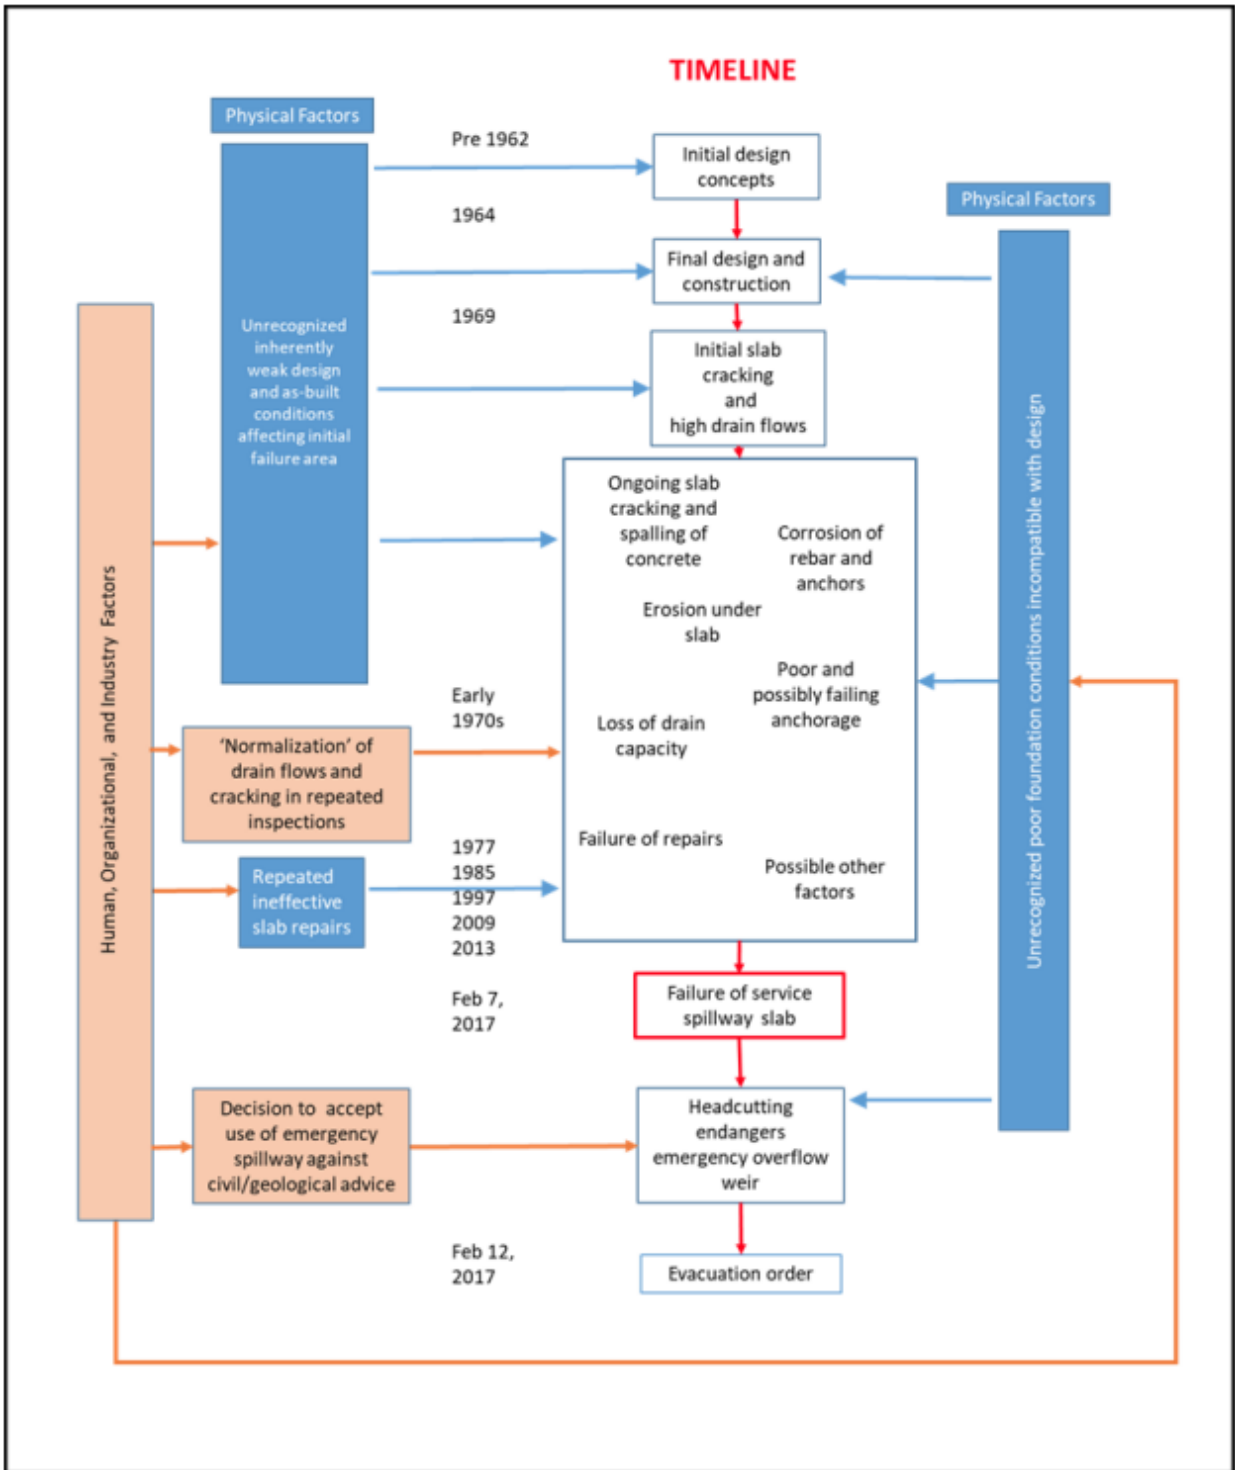 TIMELINE
Physical Factors
Pre 1962
Initial design
concepts
Physical Factors
1964
Final design and
construction
1969
Unrecognized
inherently
weak design
and as-built
conditions
affecting initial
failure area
Initial slab
cracking
and
high drain flows
Human, Organizational, and Industry Factors
Unrecognized poor foundation conditions incompatible with design
Ongoing slab
cracking and
spalling of
concrete
Corrosion of
rebar and
anchors
Erosion under
slab
Poor and
possibly failing
anchorage
Early
1970s
Loss of drain
capacity
'Normalization' of
drain flows and
cracking in repeated
inspections
Failure of repairs
Possible other
factors
1977
1985
1997
2009
2013
Repeated
ineffective
slab repairs
Feb 7,
2017
Failure of service
spillway slab
Decision to accept
use of emergency
spillway against
civil/geological advice
Headcutting
endangers
emergency overflow
weir
Feb 12,
2017
Evacuation order